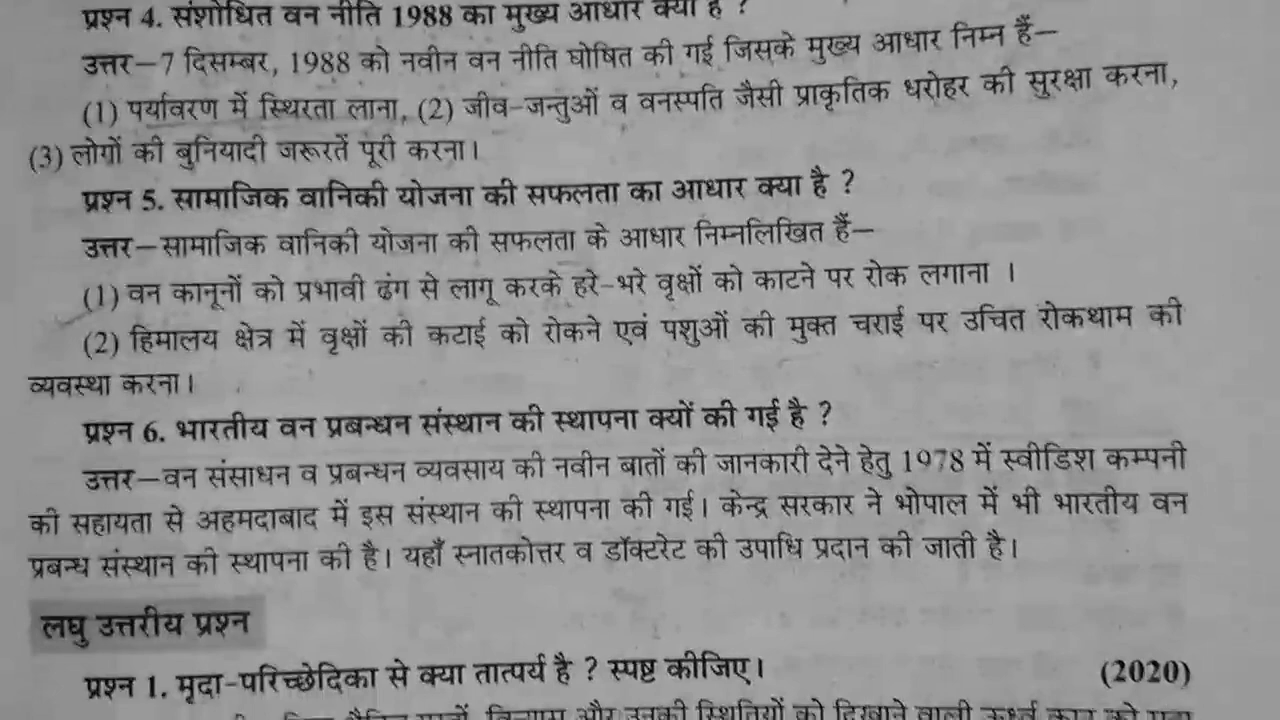 प्रश्न 4. संशोधित वन नीति 1988 का मुख्य आधार क्या है ?
उत्तर–7 दिसम्बर, 1988 को नवीन वन नीति घोषित की गई जिसके मुख्य आधार निम्न हैं–
(1) पर्यावरण में स्थिरता लाना, (2) जीव-जन्तुओं व वनस्पति जैसी प्राकृतिक धरोहर की सुरक्षा करना,
(3) लोगों की बुनियादी जरूरतें पूरी करना।
प्रश्न 5. सामाजिक वानिकी योजना की सफलता का आधार क्या है ?
उत्तर–सामाजिक वानिकी योजना की सफलता के आधार निम्नलिखित हैं–
(1) वन कानूनों को प्रभावी ढंग से लागू करके हरे-भरे वृक्षों को काटने पर रोक लगाना ।
(2) हिमालय क्षेत्र में वृक्षों की कटाई को रोकने एवं पशुओं की मुक्त चराई पर उचित रोकथाम की
व्यवस्था करना।
प्रश्न 6. भारतीय वन प्रबन्धन संस्थान की स्थापना क्यों की गई है ?
उत्तर–वन संसाधन व प्रबन्धन व्यवसाय की नवीन बातों की जानकारी देने हेतु 1978 में स्वीडिश कम्पनी
की सहायता से अहमदाबाद में इस संस्थान की स्थापना की गई। केन्द्र सरकार ने भोपाल में भी भारतीय वन
प्रबन्ध संस्थान की स्थापना की है। यहाँ स्नातकोत्तर व डॉक्टरेट की उपाधि प्रदान की जाती है।
लघु उत्तरीय प्रश्न
प्रश्न 1. मृदा-परिच्छेदिका से क्या तात्पर्य है ? स्पष्ट कीजिए। (2020)
और उनकी स्थितियों को दिखाने वाली